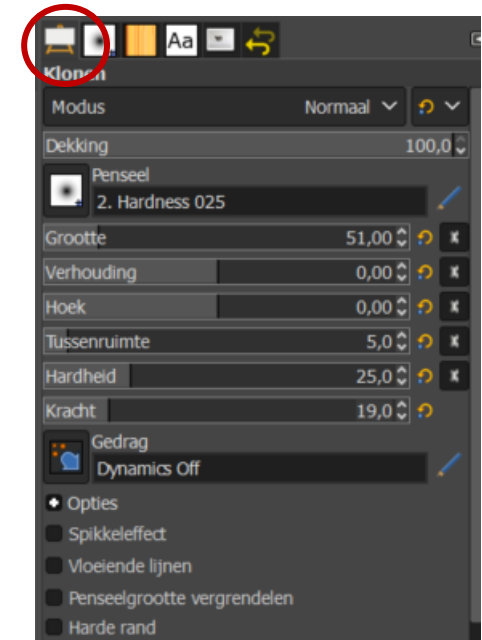 Aa
Klonen
Modus Normaal
Dekking 100,0
Penseel
2. Hardness 025
Grootte 51,00
Verhouding 0,00
Hoek 0,00
Tussenruimte 5,0
Hardheid 25,0
Kracht 19,0
Gedrag
Dynamics Off
Opties
Spikkeleffect
Vloeiende lijnen
Penseelgrootte vergrendelen
Harde rand